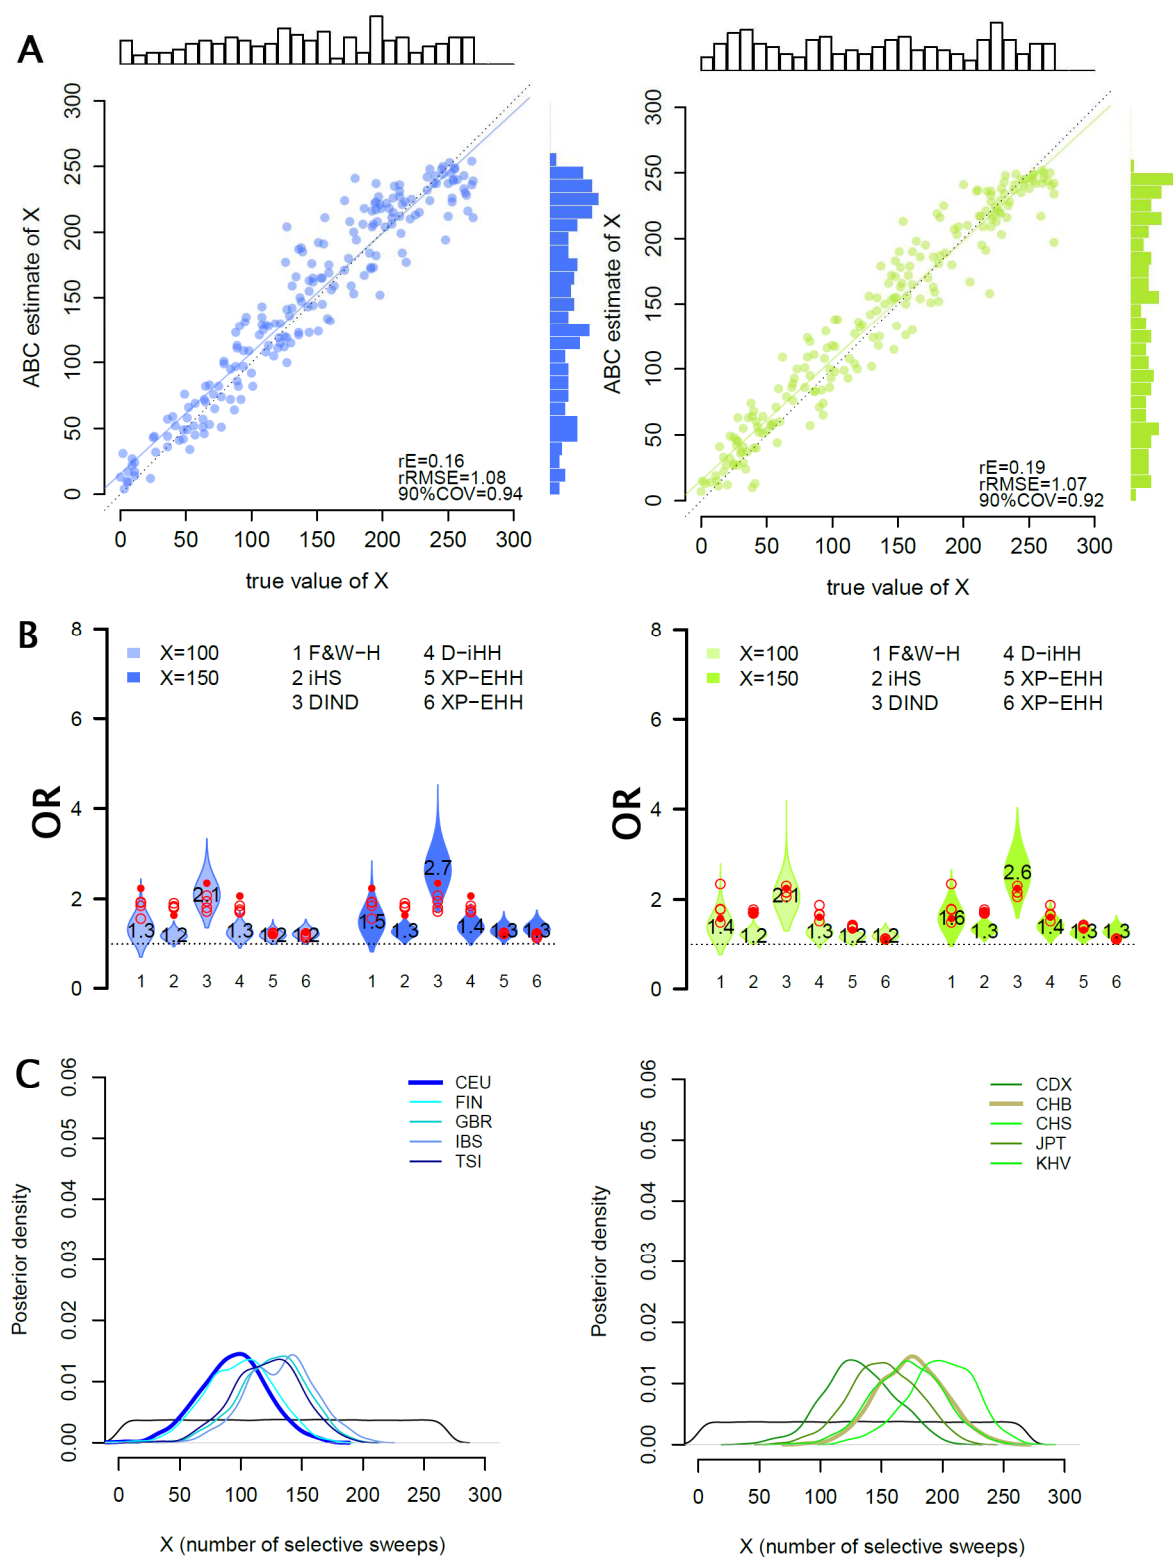 A
300
250
200
150
100
50
0
ABC estimate of X
rE=0.16
rRMSE=1.08
90%COV=0.94
0 50 100 150 200 250 300
true value of X
300
250
200
150
100
50
0
ABC estimate of X
rE=0.19
rRMSE=1.07
90%COV=0.92
0 50 100 150 200 250 300
true value of X
B
8
6
4
2
0
OR
X=100
X=150
1 F&W−H
2 iHS
3 DIND
4 D−iHH
5 XP−EHH
6 XP−EHH
1.3 1.2 2.1 1.3 1.2 1.2 1.5 1.3 2.7 1.4 1.3 1.3
1 2 3 4 5 6 1 2 3 4 5 6
8
6
4
2
0
OR
X=100
X=150
1 F&W−H
2 iHS
3 DIND
4 D−iHH
5 XP−EHH
6 XP−EHH
1.4 1.2 2.1 1.3 1.2 1.2 1.6 1.3 2.6 1.4 1.3 1.3
1 2 3 4 5 6 1 2 3 4 5 6
C
0.06
0.05
0.04
0.03
0.02
0.01
0.00
Posterior density
CEU
FIN
GBR
IBS
TSI
0 50 100 150 200 250 300
X (number of selective sweeps)
0.06
0.05
0.04
0.03
0.02
0.01
0.00
Posterior density
CDX
CHB
CHS
JPT
KHV
0 50 100 150 200 250 300
X (number of selective sweeps)